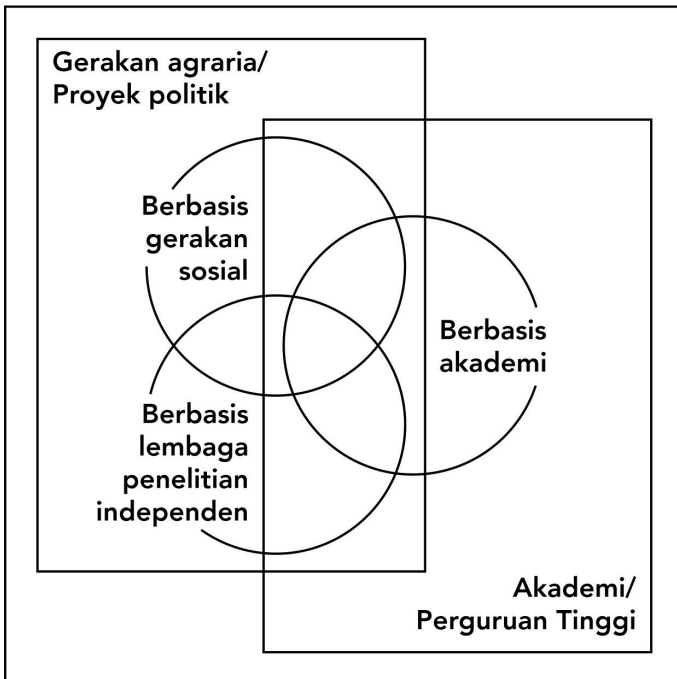 Gerakan agraria/
Proyek politik
Berbasis
gerakan
sosial
Berbasis
akademi
Berbasis
lembaga
penelitian
independen
Akademi/
Perguruan Tinggi